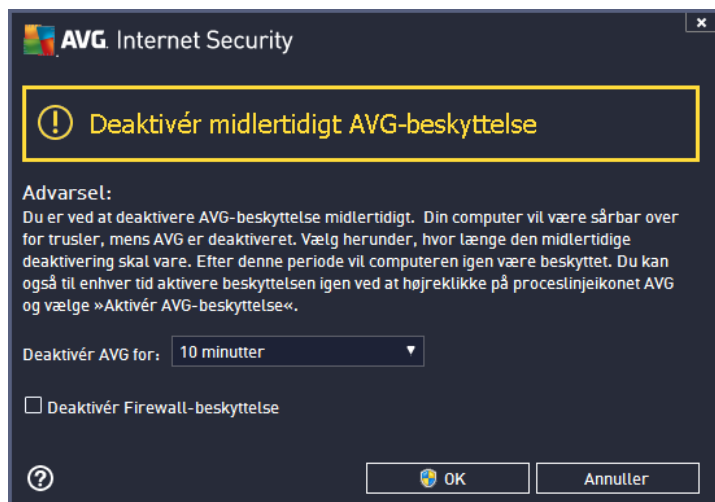 AVG. Internet Security
Deaktivér midlertidigt AVG-beskyttelse
Advarsel:
Du er ved at deaktivere AVG-beskyttelse midlertidigt. Din computer vil være sårbar over
for trusler, mens AVG er deaktiveret. Vælg herunder, hvor længe den midlertidige
deaktivering skal vare. Efter denne periode vil computeren igen være beskyttet. Du kan
også til enhver tid aktivere beskyttelsen igen ved at højreklikke på proceslinjeikonet AVG
og vælge »Aktivér AVG-beskyttelse«.
Deaktivér AVG for: 10 minutter
Deaktivér Firewall-beskyttelse
OK Annuller